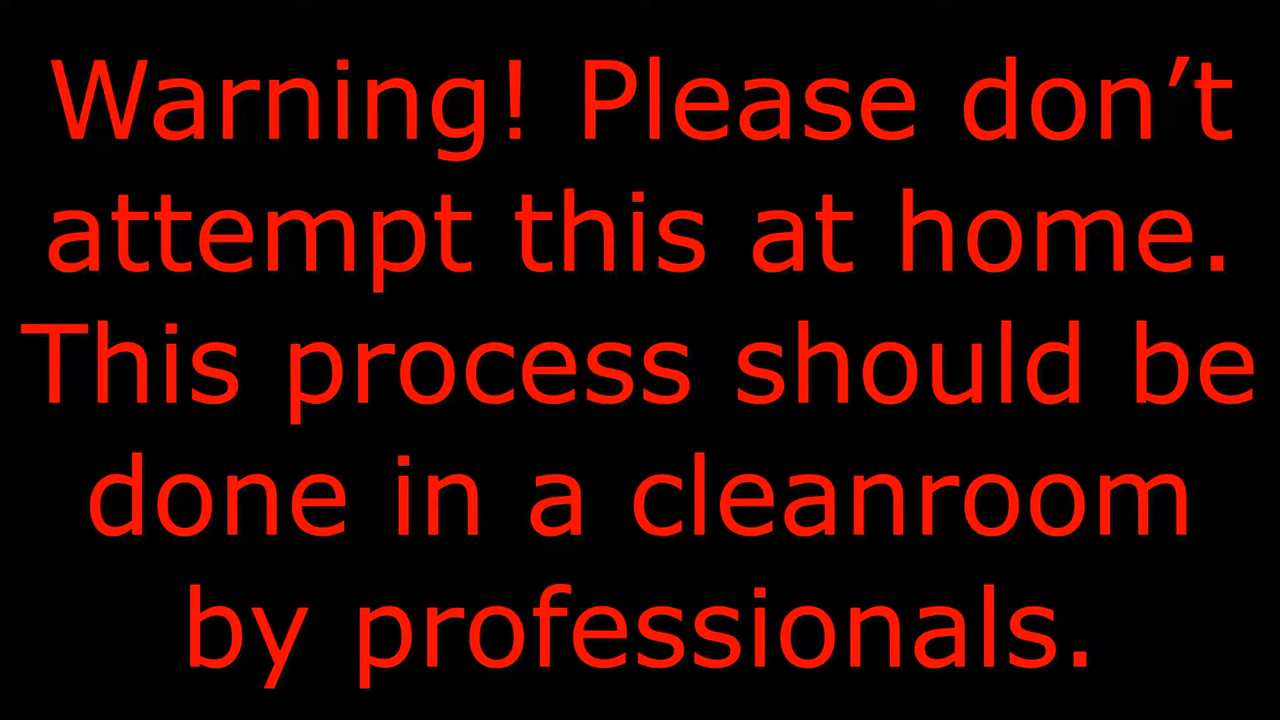 Warning! Please don’t
attempt this at home.
This process should be
done in a cleanroom
by professionals.